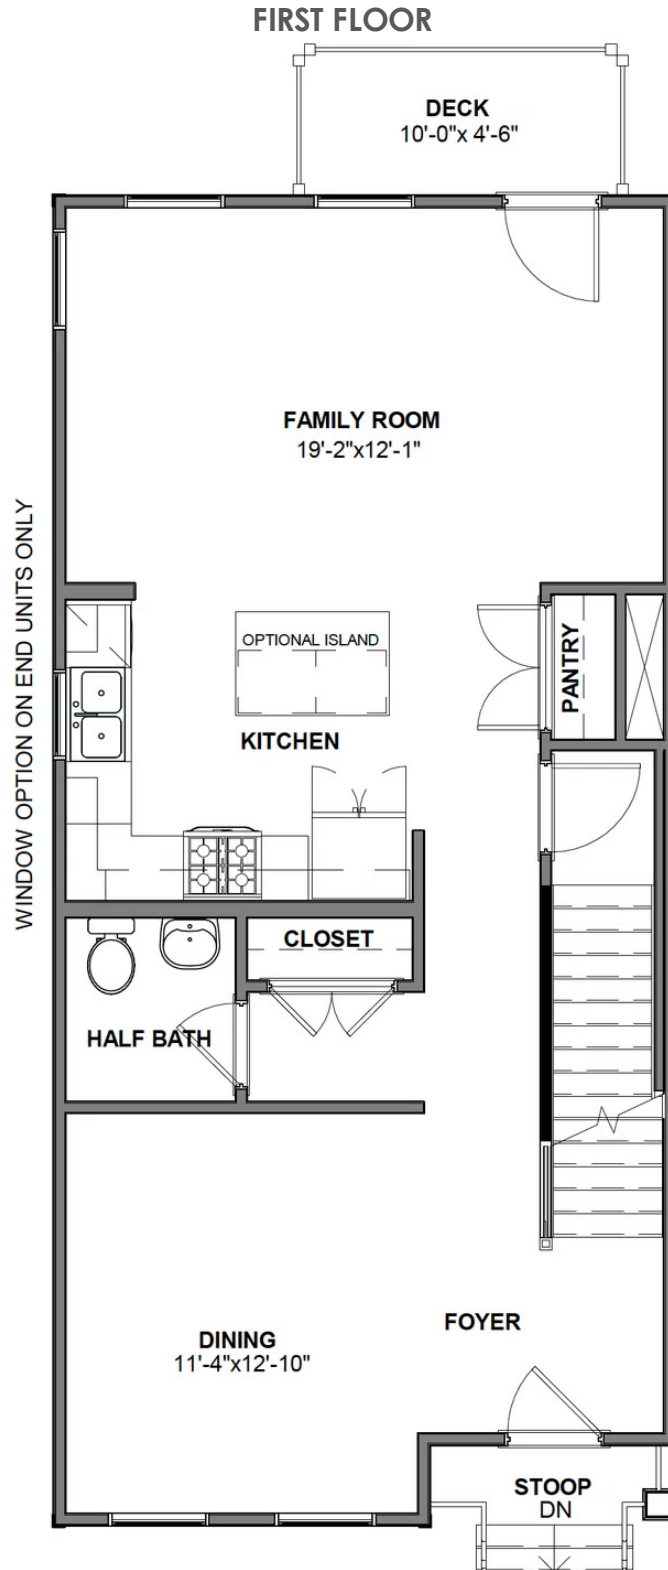 FIRST FLOOR
DECK
10'-0"x 4'-6"
FAMILY ROOM
19'-2"x12'-1"
WINDOW OPTION ON END UNITS ONLY
OPTIONAL ISLAND
PANTRY
KITCHEN
CLOSET
HALF BATH
FOYER
DINING
11'-4"x12'-10"
STOOP
DN